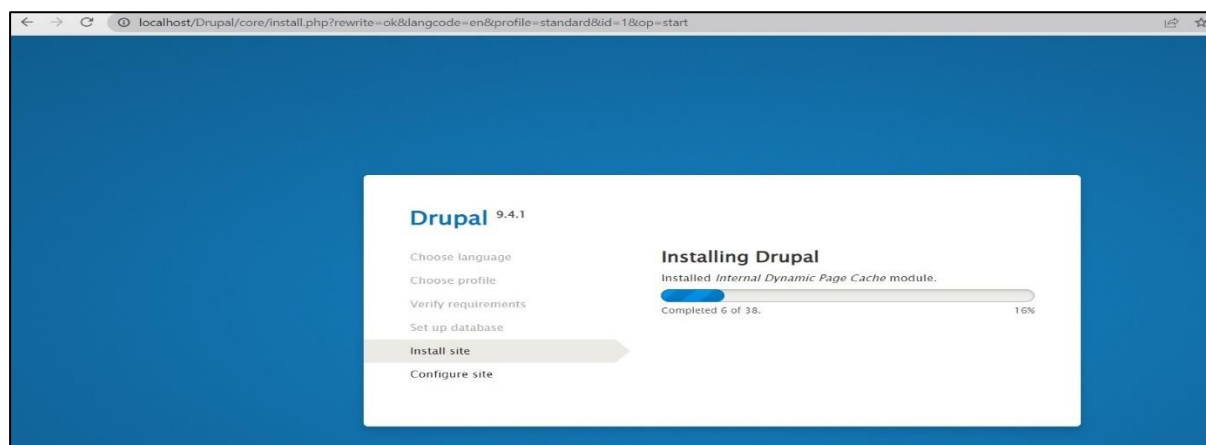 localhost/Drupal/core/install.php?rewrite=ok&langcode=en&profile=standard&id=1&op=start
Drupal 9.4.1
Choose language
Choose profile
Verify requirements
Set up database
Install site
Configure site
Installing Drupal
Installed Internal Dynamic Page Cache module.
Completed 6 of 38. 16%